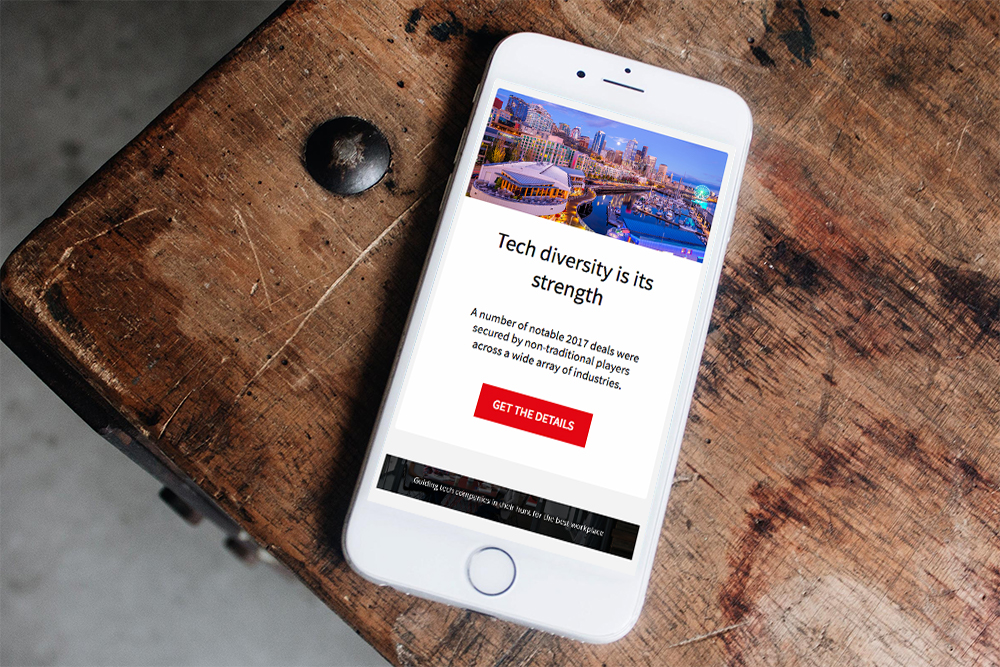 Tech diversity is its
strength
A number of notable 2017 deals were
secured by non-traditional players
across a wide array of industries.
GET THE DETAILS
Guiding tech companies in their hunt for the best workplace